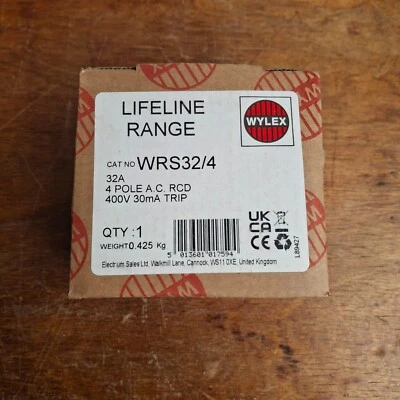 LIFELINE
RANGE
WYLEX
CAT NO WRS32/4
32A
4 POLE A.C. RCD
400V 30mA TRIP
QTY :1
WEIGHT 0.425 Kg
5 013601 017594
UK
CA
CE
L89427
Electrium Sales Ltd, Walkmill Lane, Cannock, WS11 0XE, United Kingdom